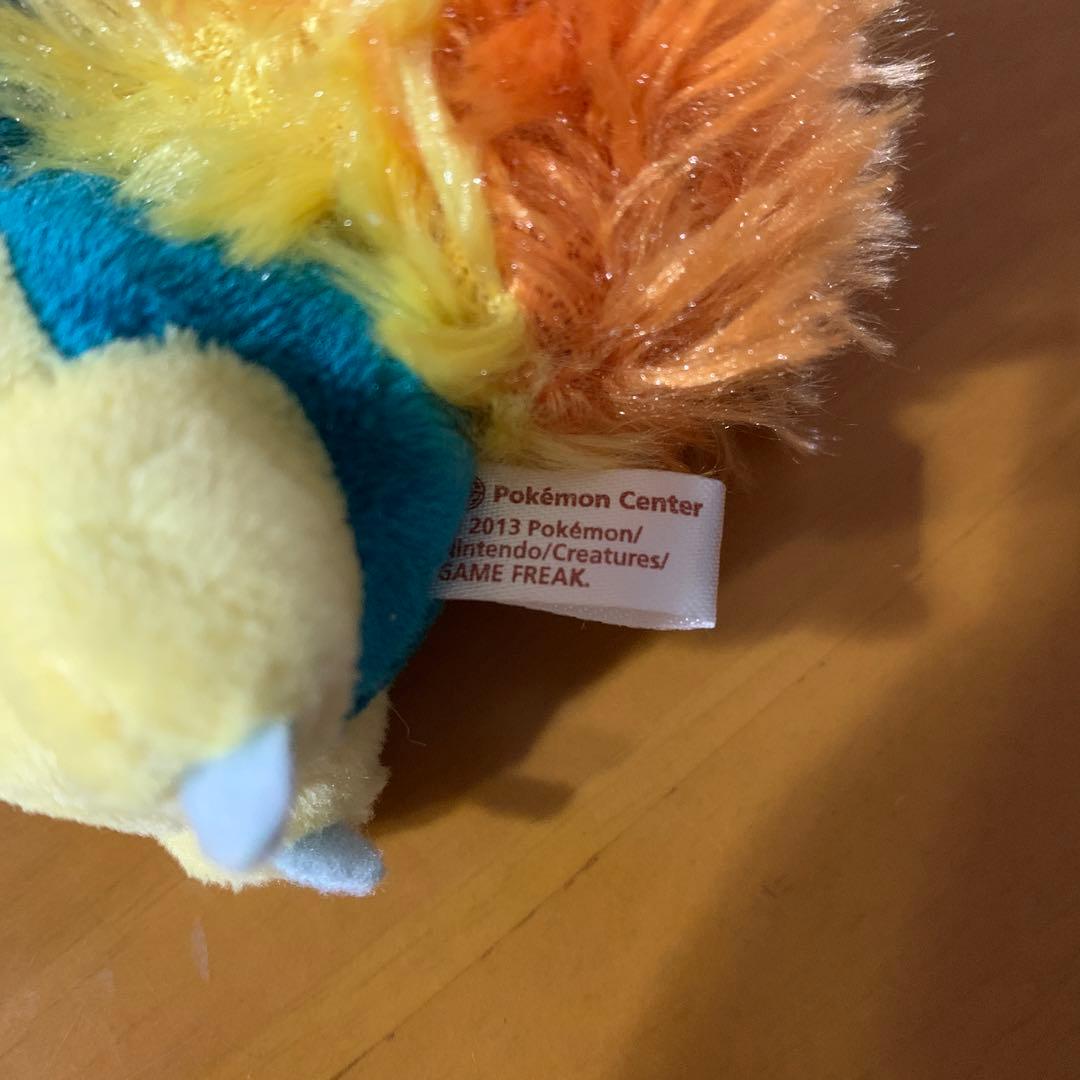 Pokémon Center
2013 Pokémon/
Nintendo/Creatures/
GAME FREAK.